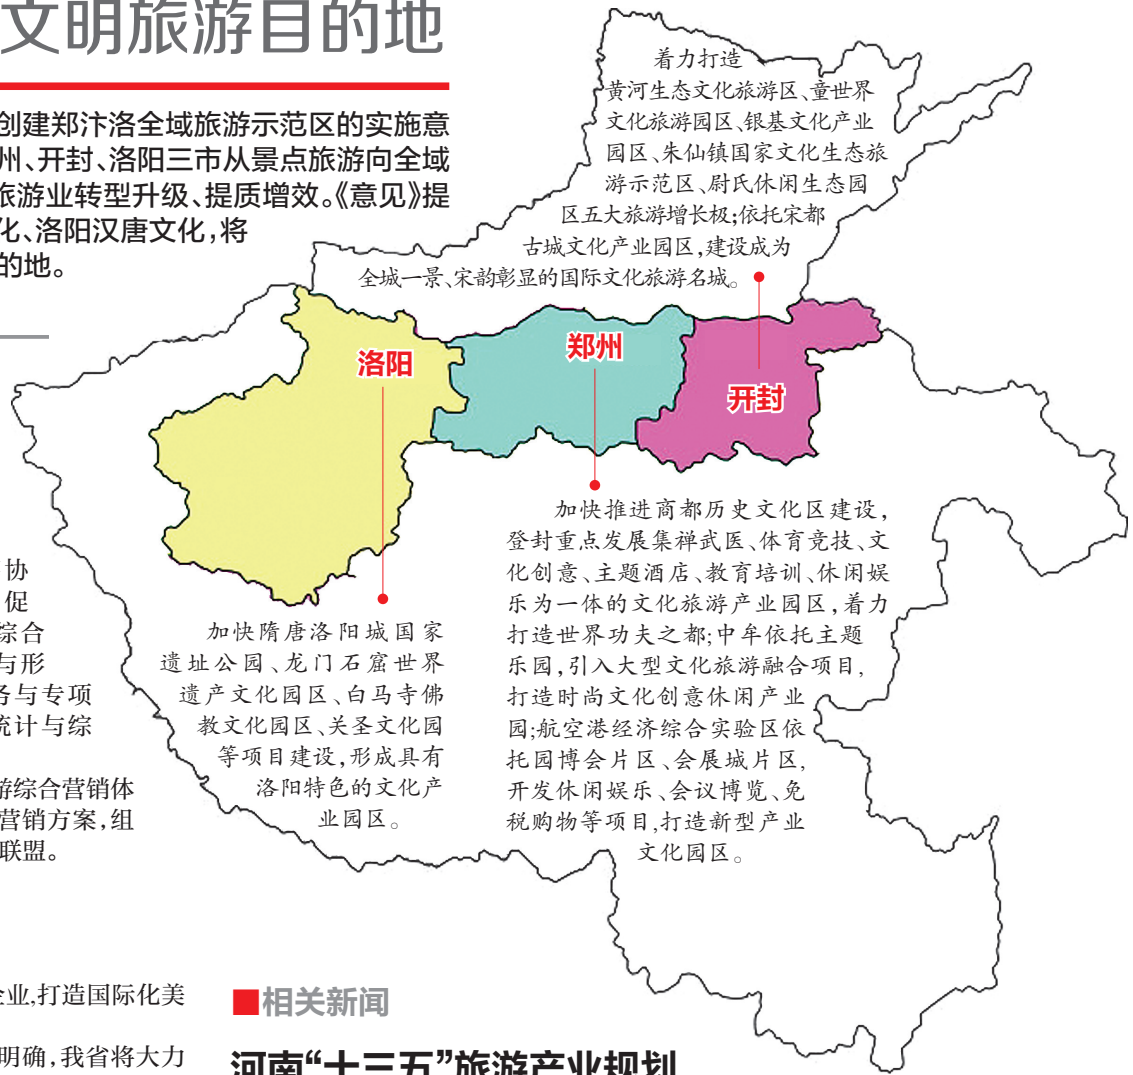 文明旅游目的地
创建郑汴洛全域旅游示范区的实施意
州、开封、洛阳三市从景点旅游向全域
旅游业转型升级、提质增效。《意见》提
化、洛阳汉唐文化,将
的地。
着力打造
黄河生态文化旅游区、童世界
文化旅游园区、银基文化产业
园区、朱仙镇国家文化生态旅
游示范区、尉氏休闲生态园
区五大旅游增长极;依托宋都
古城文化产业园区,建设成为
全城一景、宋韵彰显的国际文化旅游名城。
洛阳
郑州
开封
加快隋唐洛阳城国家
遗址公园、龙门石窟世界
遗产文化园区、白马寺佛
教文化园区、关圣文化园
等项目建设,形成具有
洛阳特色的文化产
业园区。
加快推进商都历史文化区建设,
登封重点发展集禅武医、体育竞技、文
化创意、主题酒店、教育培训、休闲娱
乐为一体的文化旅游产业园区,着力
打造世界功夫之都;中牟依托主题
乐园,引入大型文化旅游融合项目,
打造时尚文化创意休闲产业
园;航空港经济综合实验区依
托园博会片区、会展城片区,
开发休闲娱乐、会议博览、免
税购物等项目,打造新型产业
文化园区。
协
促
综合
与形
务与专项
统计与综
游综合营销体
营销方案,组
联盟。
企业,打造国际化美
明确,我省将大力
■相关新闻
河南“十三五”旅游产业规划